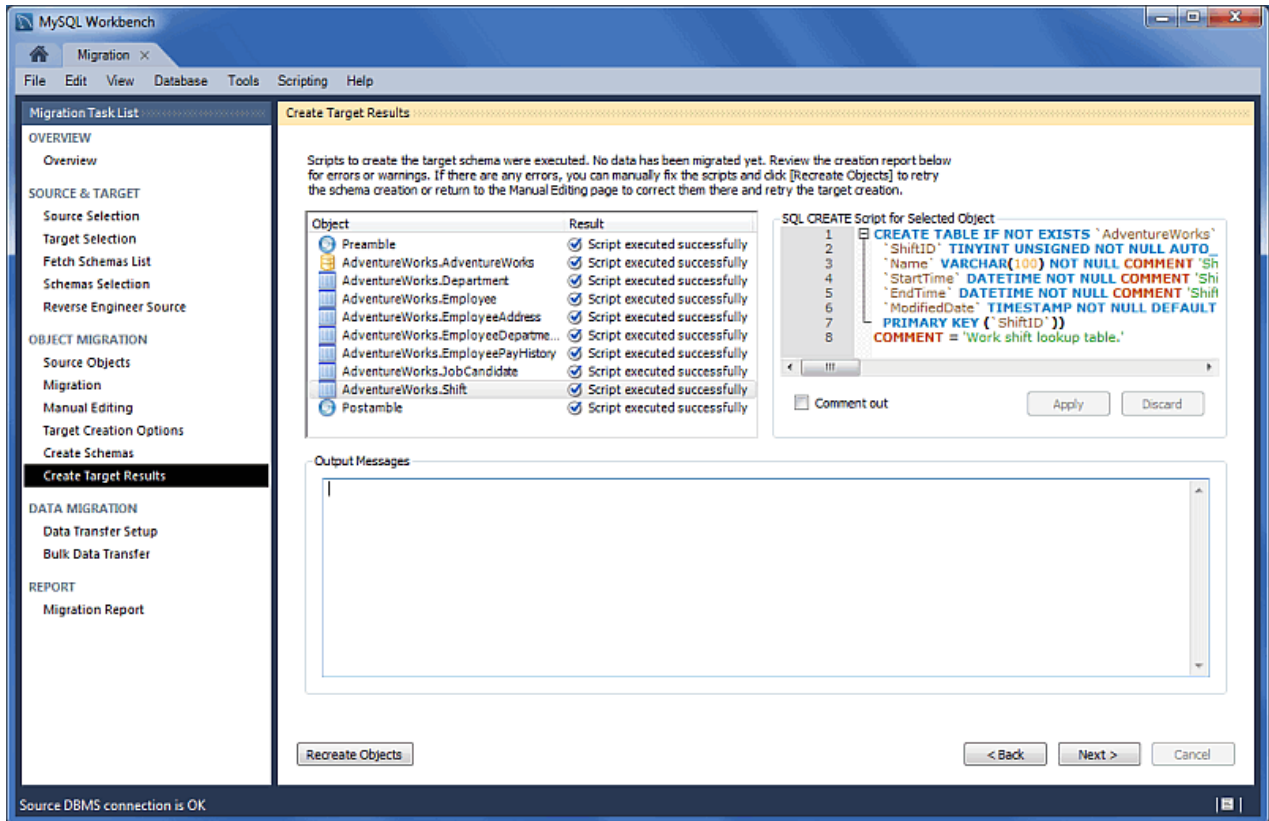 MySQL Workbench
Migration
File Edit View Database Tools Scripting Help
Migration Task List
OVERVIEW
Overview
SOURCE & TARGET
Source Selection
Target Selection
Fetch Schemas List
Schemas Selection
Reverse Engineer Source
OBJECT MIGRATION
Source Objects
Migration
Manual Editing
Target Creation Options
Create Schemas
Create Target Results
DATA MIGRATION
Data Transfer Setup
Bulk Data Transfer
REPORT
Migration Report
Create Target Results
Scripts to create the target schema were executed. No data has been migrated yet. Review the creation report below
for errors or warnings. If there are any errors, you can manually fix the scripts and click [Recreate Objects] to retry
the schema creation or return to the Manual Editing page to correct them there and retry the target creation.
Object Result
Preamble Script executed successfully
AdventureWorks.AdventureWorks Script executed successfully
AdventureWorks.Department Script executed successfully
AdventureWorks.Employee Script executed successfully
AdventureWorks.EmployeeAddress Script executed successfully
AdventureWorks.EmployeeDepartme... Script executed successfully
AdventureWorks.EmployeePayHistory Script executed successfully
AdventureWorks.JobCandidate Script executed successfully
AdventureWorks.Shift Script executed successfully
Postamble Script executed successfully
SQL CREATE Script for Selected Object
1 CREATE TABLE IF NOT EXISTS `AdventureWorks`
2 `ShiftID` TINYINT UNSIGNED NOT NULL AUTO_
3 `Name` VARCHAR(100) NOT NULL COMMENT 'Sh
4 `StartTime` DATETIME NOT NULL COMMENT 'Shi
5 `EndTime` DATETIME NOT NULL COMMENT 'Shift
6 `ModifiedDate` TIMESTAMP NOT NULL DEFAULT
7 PRIMARY KEY (`ShiftID`))
8 COMMENT = 'Work shift lookup table.'
Comment out Apply Discard
Output Messages
Recreate Objects < Back Next > Cancel
Source DBMS connection is OK